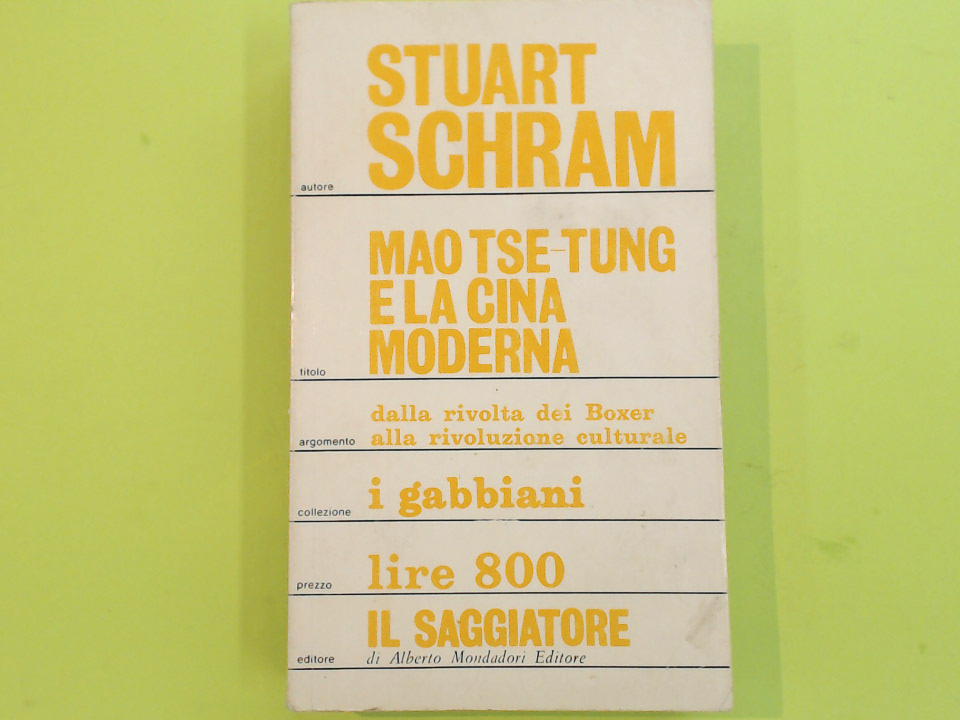 STUART
autore SCHRAM
MAO TSE-TUNG
E LA CINA
titolo MODERNA
dalla rivolta dei Boxer
argomento alla rivoluzione culturale
collezione i gabbiani
prezzo lire 800
IL SAGGIATORE
editore di Alberto Mondadori Editore